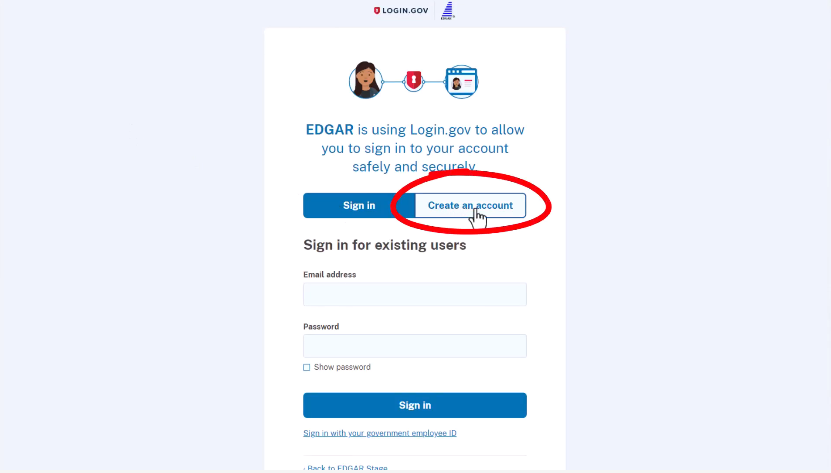 LOGIN.GOV
EDGAR
EDGAR is using Login.gov to allow
you to sign in to your account
safely and securely.
Sign in Create an account
Sign in for existing users
Email address
Password
Show password
Sign in
Sign in with your government employee ID
‹ Back to EDGAR Stage